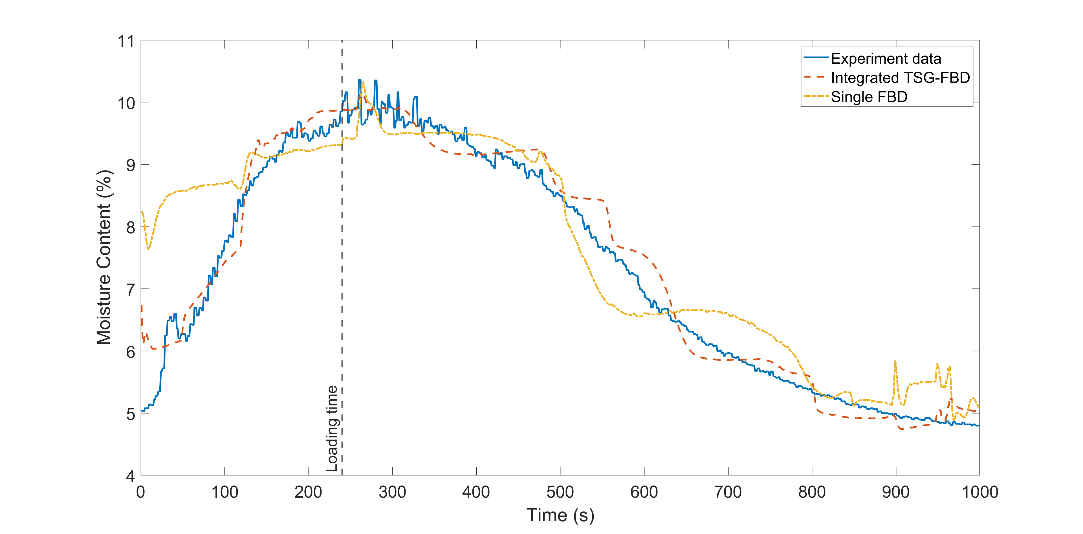 11
10
9
8
7
6
5
4
Moisture Content (%)
Experiment data
Integrated TSG-FBD
Single FBD
Loading time
0 100 200 300 400 500 600 700 800 900 1000
Time (s)